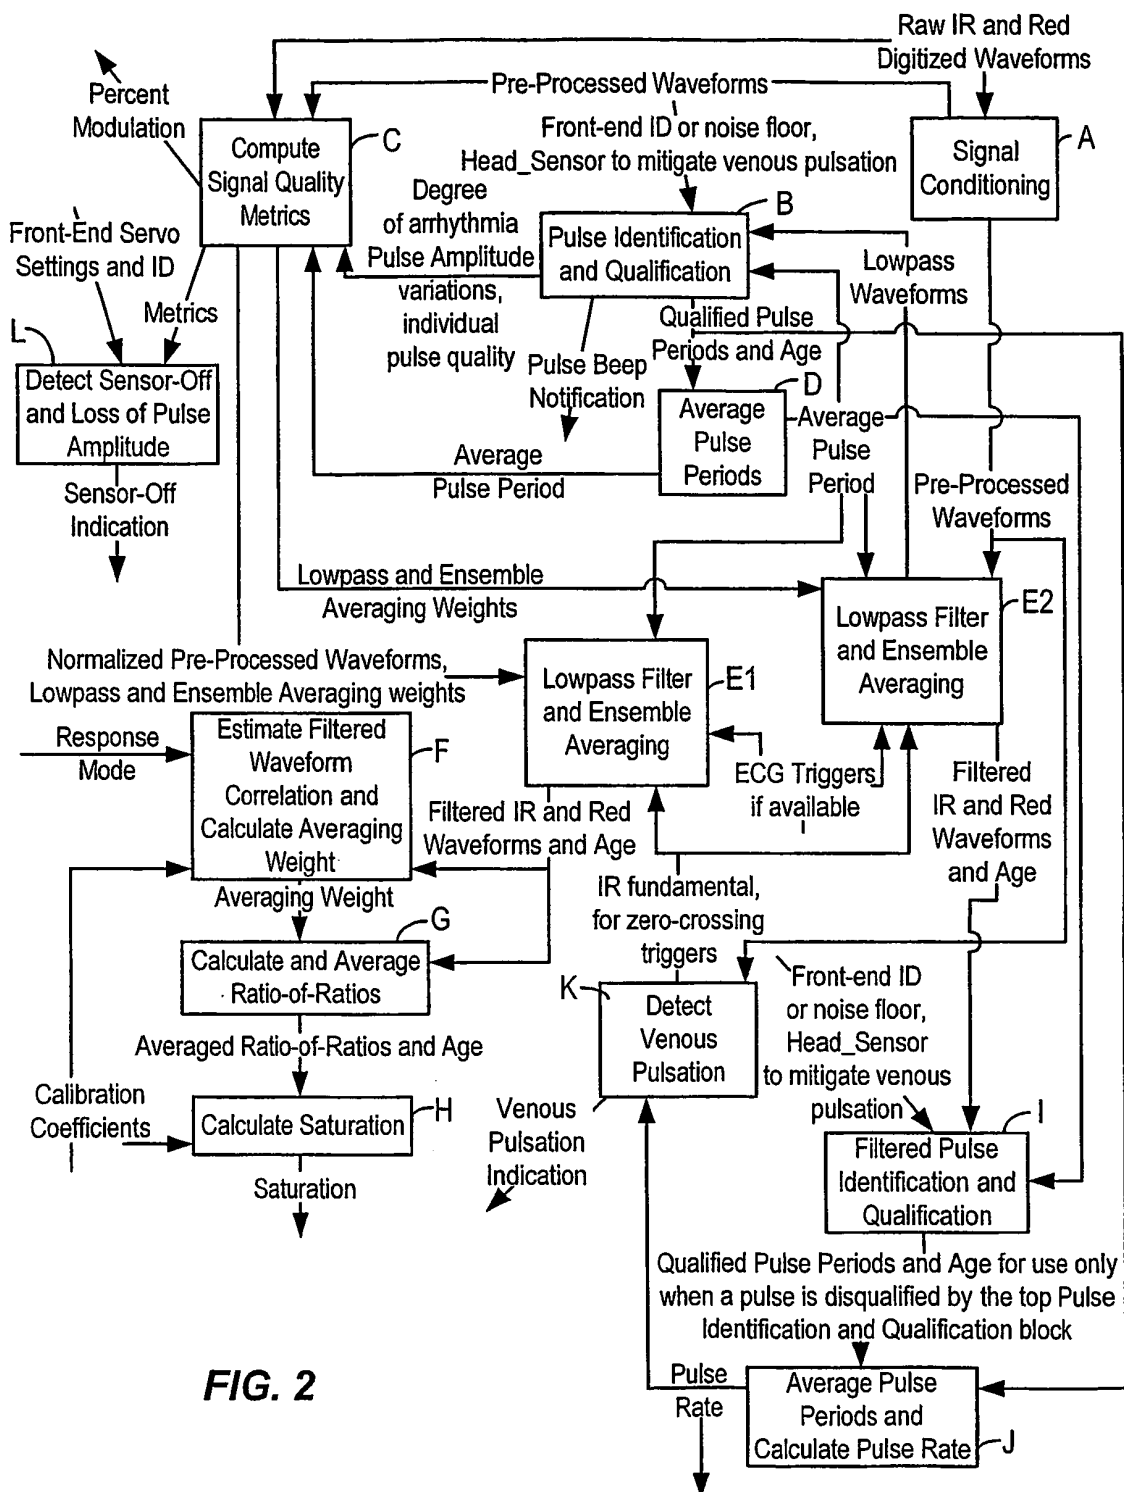 Raw IR and Red
Digitized Waveforms
Pre-Processed Waveforms
Percent
Modulation
C
Compute
Signal Quality
Metrics
Front-end ID or noise floor,
Head_Sensor to mitigate venous pulsation
A
Signal
Conditioning
Degree
of arrhythmia
Pulse Amplitude
variations,
individual
pulse quality
B
Pulse Identification
and Qualification
Lowpass
Waveforms
Front-End Servo
Settings and ID
Metrics
L
Detect Sensor-Off
and Loss of Pulse
Amplitude
Sensor-Off
Indication
Pulse Beep
Notification
Qualified Pulse
Periods and Age
D
Average
Pulse
Periods
Average
Pulse
Period
Average
Pulse Period
Pre-Processed
Waveforms
Lowpass and Ensemble
Averaging Weights
E2
Lowpass Filter
and Ensemble
Averaging
Normalized Pre-Processed Waveforms,
Lowpass and Ensemble Averaging weights
E1
Lowpass Filter
and Ensemble
Averaging
Response
Mode
F
Estimate Filtered
Waveform
Correlation and
Calculate Averaging
Weight
ECG Triggers
if available
Filtered
IR and Red
Waveforms
and Age
Filtered IR and Red
Waveforms and Age
Averaging Weight
IR fundamental,
for zero-crossing
triggers
G
Calculate and Average
Ratio-of-Ratios
K
Detect
Venous
Pulsation
Front-end ID
or noise floor,
Head_Sensor
to mitigate venous
pulsation
Averaged Ratio-of-Ratios and Age
Calibration
Coefficients
H
Calculate Saturation
Saturation
Venous
Pulsation
Indication
I
Filtered Pulse
Identification and
Qualification
Qualified Pulse Periods and Age for use only
when a pulse is disqualified by the top Pulse
Identification and Qualification block
Pulse
Rate
Average Pulse
Periods and
Calculate Pulse Rate
J
FIG. 2